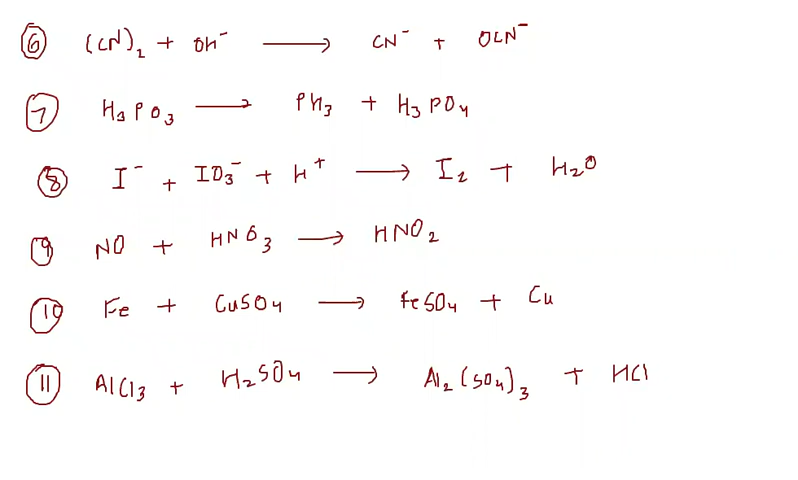 ⑥ (CN)₂ + OH⁻ ⟶ CN⁻ + OCN⁻
⑦ H₃PO₃ ⟶ PH₃ + H₃PO₄
⑧ I⁻ + IO₃⁻ + H⁺ ⟶ I₂ + H₂O
⑨ NO + HNO₃ ⟶ HNO₂
⑩ Fe + CuSO₄ ⟶ FeSO₄ + Cu
⑪ AlCl₃ + H₂SO₄ ⟶ Al₂(SO₄)₃ + HCl